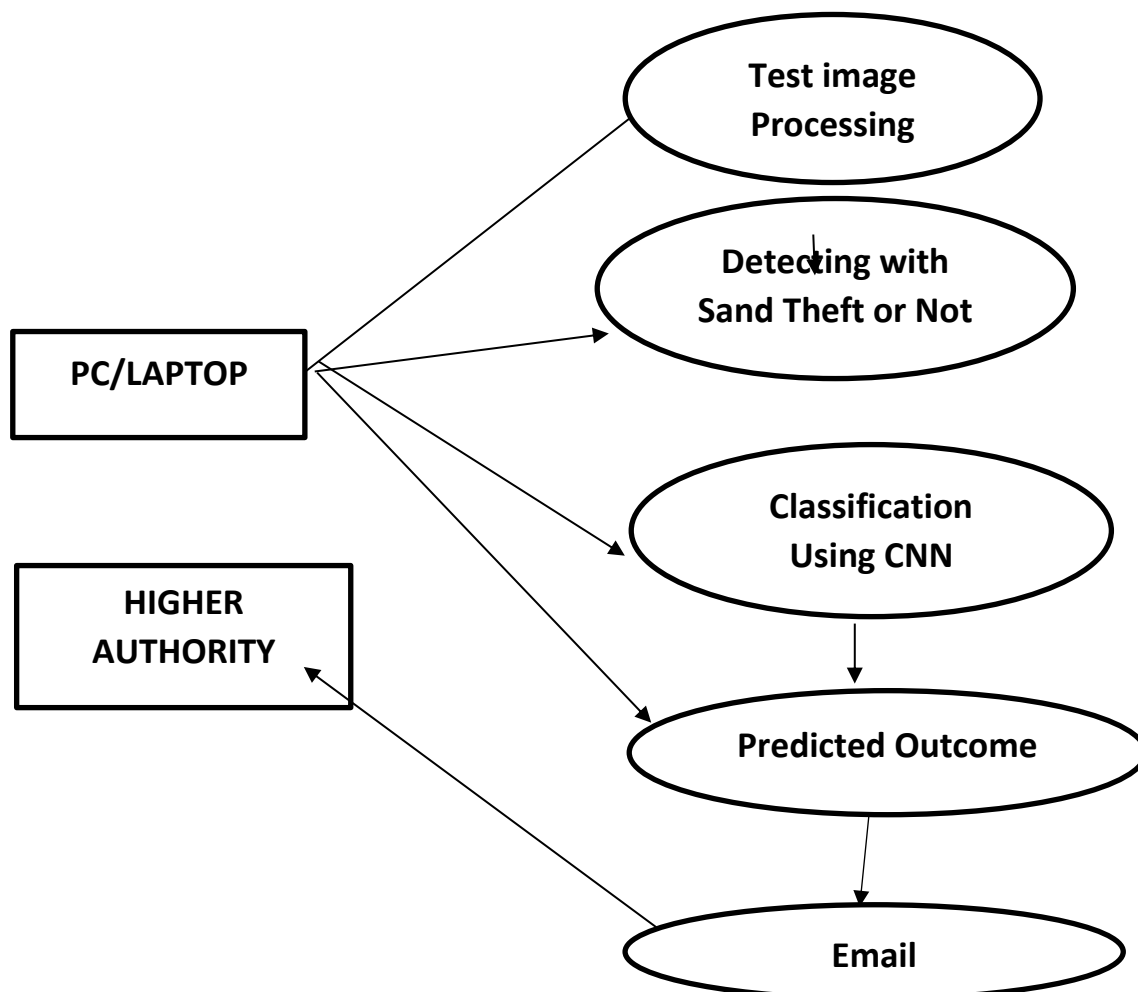 Test image
Processing
Detecting with
Sand Theft or Not
PC/LAPTOP
Classification
Using CNN
HIGHER
AUTHORITY
Predicted Outcome
Email